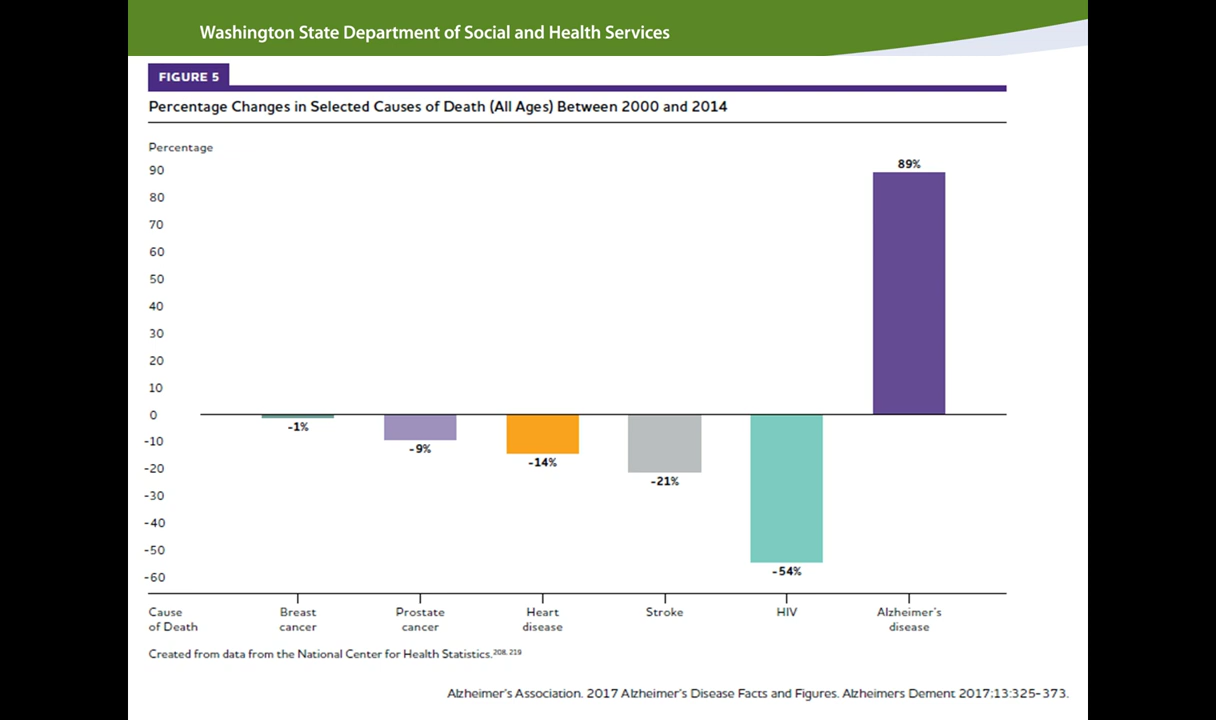 Washington State Department of Social and Health Services
FIGURE 5
Percentage Changes in Selected Causes of Death (All Ages) Between 2000 and 2014
Percentage
90
80
70
60
50
40
30
20
10
0
-10
-20
-30
-40
-50
-60
-1%
-9%
-14%
-21%
-54%
89%
Cause
of Death
Breast
cancer
Prostate
cancer
Heart
disease
Stroke
HIV
Alzheimer's
disease
Created from data from the National Center for Health Statistics.208, 219
Alzheimer's Association. 2017 Alzheimer's Disease Facts and Figures. Alzheimers Dement 2017;13:325-373.